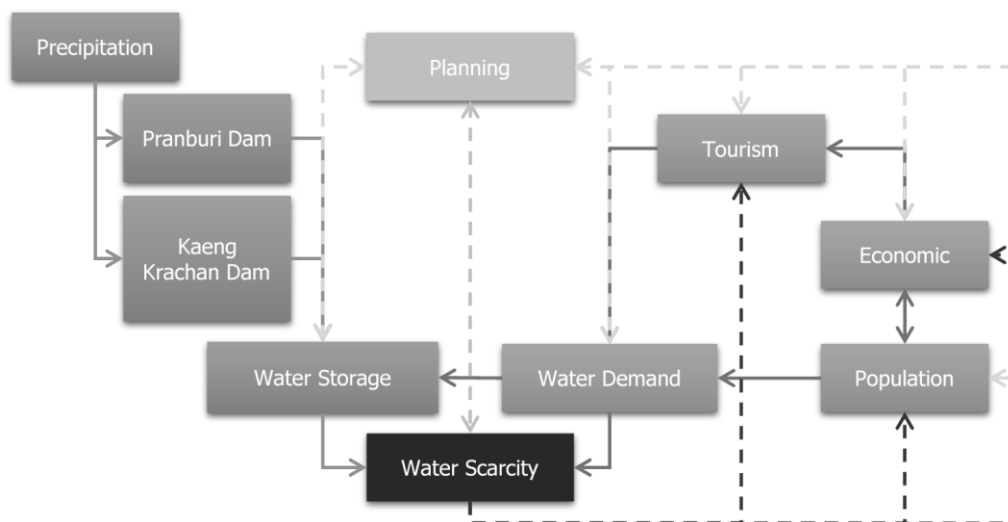 Precipitation
Planning
Pranburi Dam
Tourism
Kaeng
Krachan Dam
Economic
Water Storage
Water Demand
Population
Water Scarcity